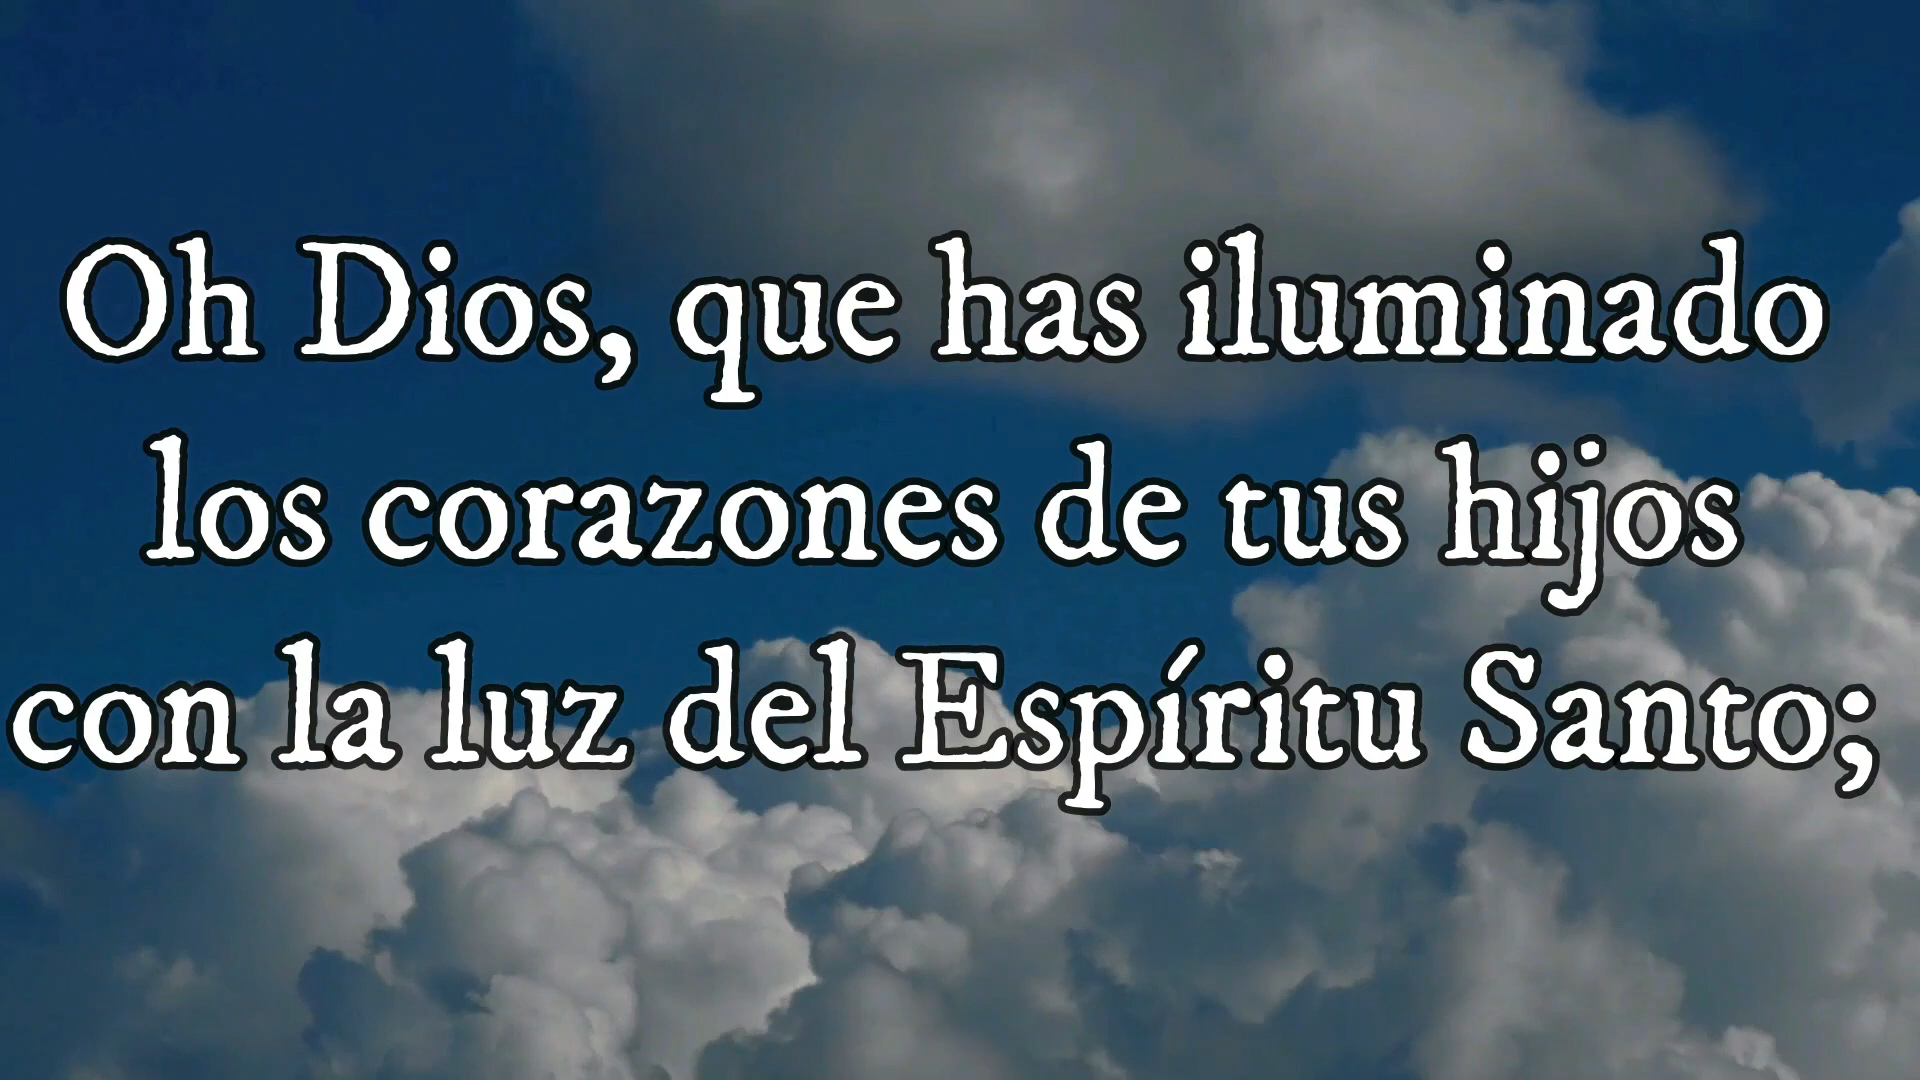 Oh Dios, que has iluminado
los corazones de tus hijos
con la luz del Espíritu Santo;